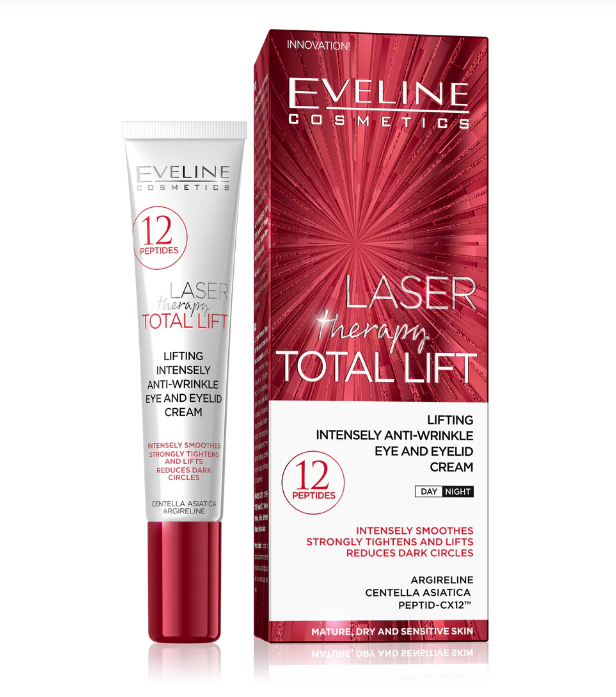 EVELINE
COSMETICS
12
PEPTIDES
LASER
therapy
TOTAL LIFT
LIFTING
INTENSELY
ANTI-WRINKLE
EYE AND EYELID
CREAM
INTENSELY SMOOTHES
STRONGLY TIGHTENS
AND LIFTS
REDUCES DARK
CIRCLES
CENTELLA ASIATICA
ARGIRELINE
INNOVATION!
EVELINE
COSMETICS
LASER
therapy
TOTAL LIFT
LIFTING
INTENSELY ANTI-WRINKLE
EYE AND EYELID
CREAM
12
PEPTIDES
DAY NIGHT
INTENSELY SMOOTHES
STRONGLY TIGHTENS AND LIFTS
REDUCES DARK CIRCLES
ARGIRELINE
CENTELLA ASIATICA
PEPTID-CX12™
MATURE, DRY AND SENSITIVE SKIN